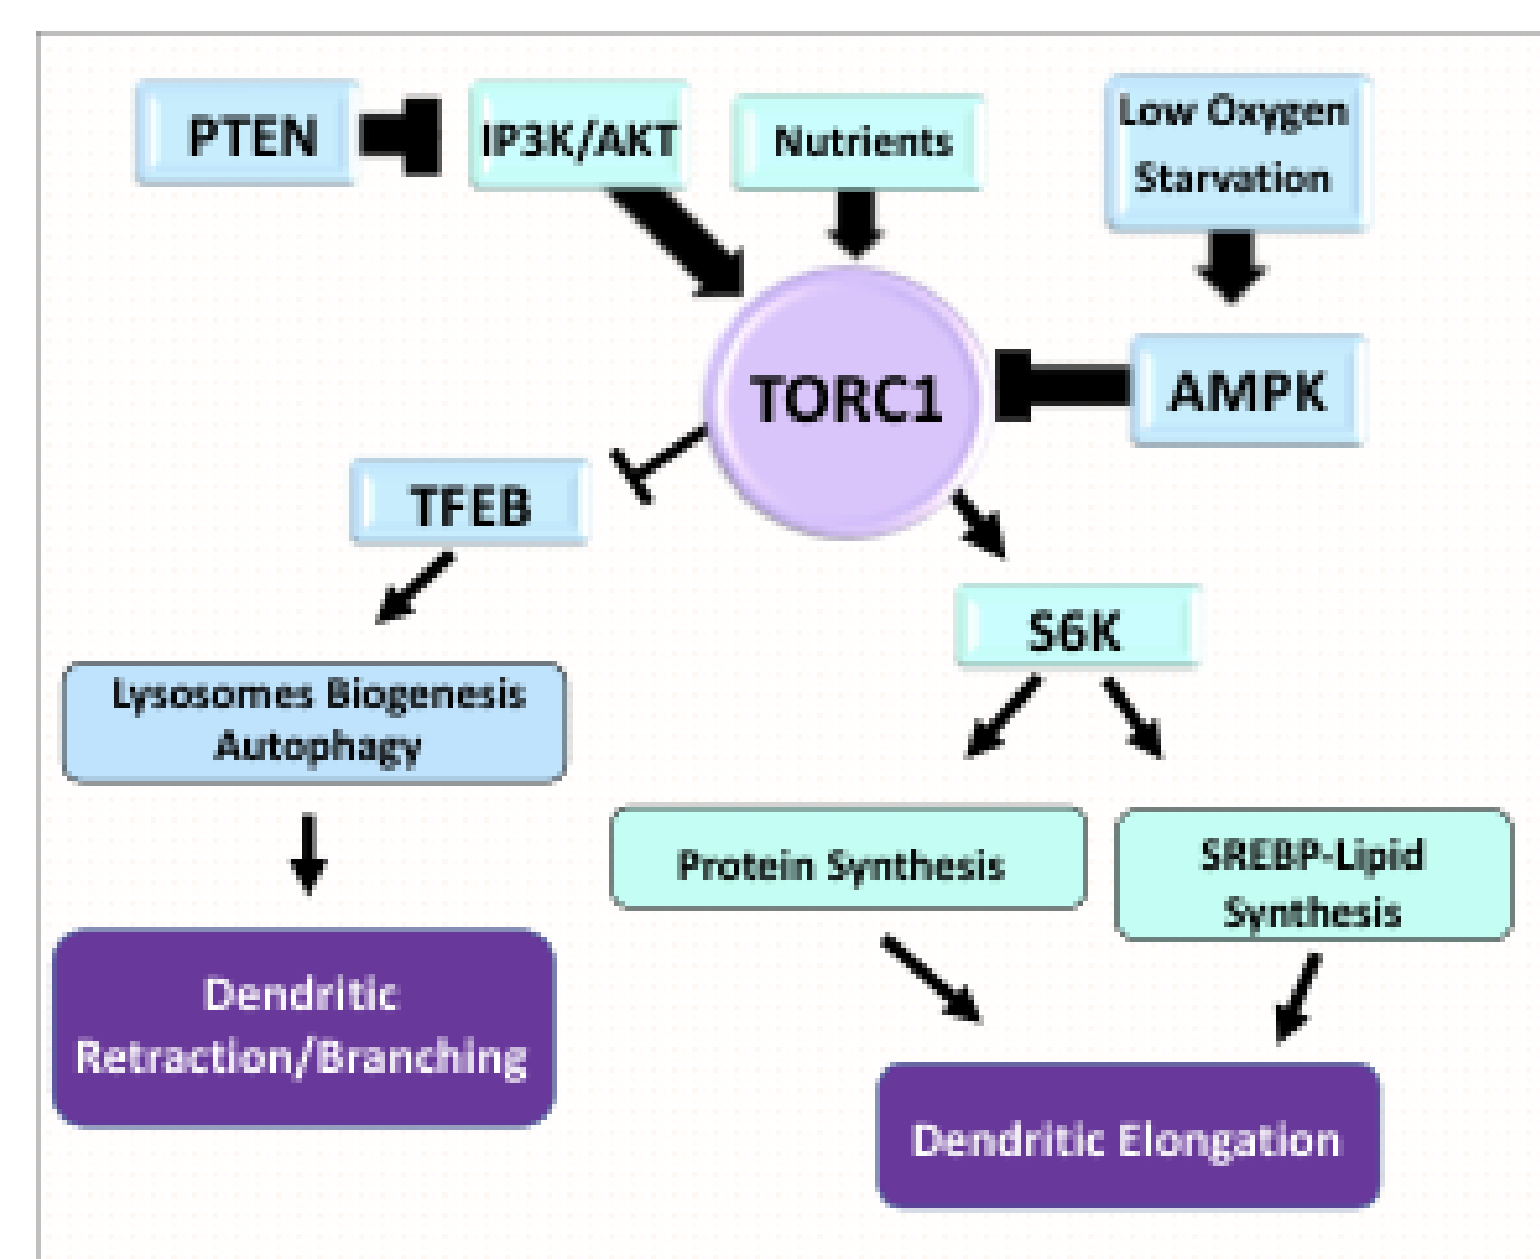 PTEN
IP3K/AKT
Nutrients
Low Oxygen
Starvation
TORC1
AMPK
TFEB
S6K
Lysosomes Biogenesis
Autophagy
Protein Synthesis
SREBP-Lipid
Synthesis
Dendritic
Retraction/Branching
Dendritic Elongation